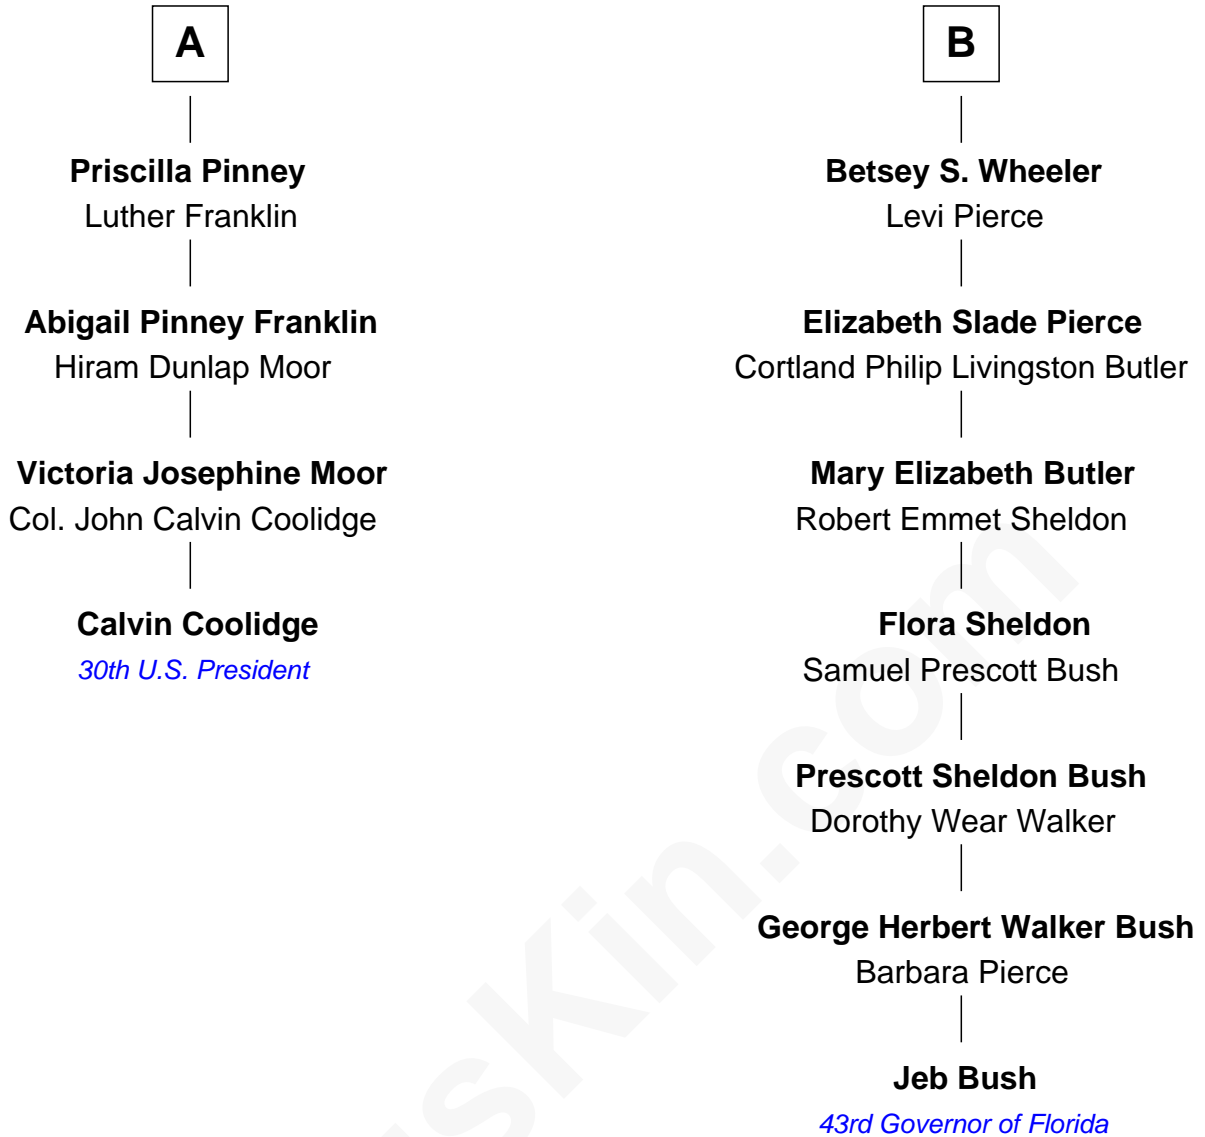 A
Priscilla Pinney
Luther Franklin
Abigail Pinney Franklin
Hiram Dunlap Moor
Victoria Josephine Moor
Col. John Calvin Coolidge
Calvin Coolidge
30th U.S. President
B
Betsey S. Wheeler
Levi Pierce
Elizabeth Slade Pierce
Cortland Philip Livingston Butler
Mary Elizabeth Butler
Robert Emmet Sheldon
Flora Sheldon
Samuel Prescott Bush
Prescott Sheldon Bush
Dorothy Wear Walker
George Herbert Walker Bush
Barbara Pierce
Jeb Bush
43rd Governor of Florida